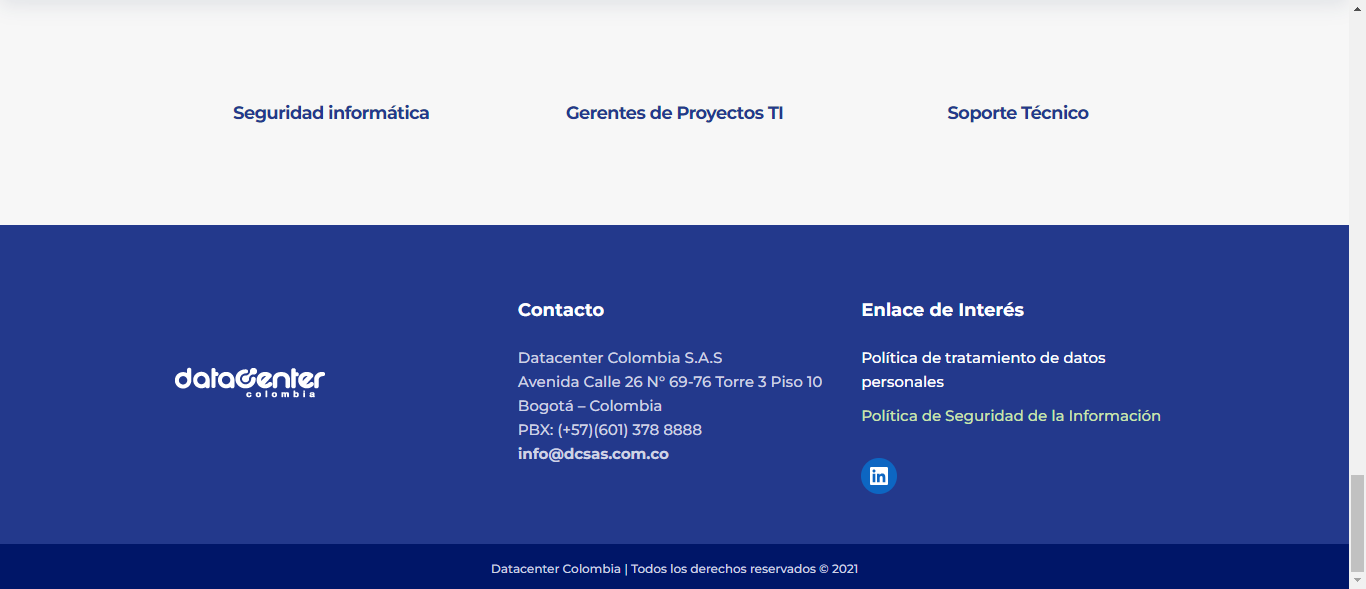 Seguridad informática
Gerentes de Proyectos TI
Soporte Técnico
datacenter
colombia
Contacto
Datacenter Colombia S.A.S
Avenida Calle 26 N° 69-76 Torre 3 Piso 10
Bogotá – Colombia
PBX: (+57)(601) 378 8888
info@dcsas.com.co
Enlace de Interés
Política de tratamiento de datos
personales
Política de Seguridad de la Información
in
Datacenter Colombia | Todos los derechos reservados © 2021